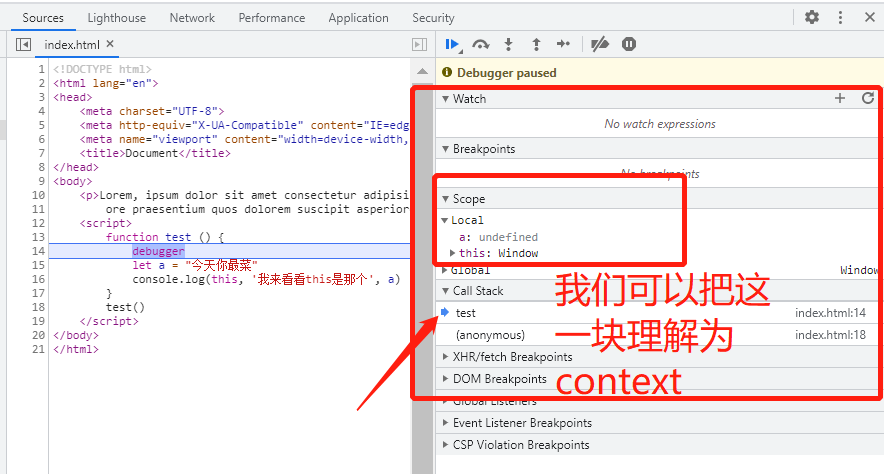 Sources Lighthouse Network Performance Application Security
index.html ×
Debugger paused
1 <!DOCTYPE html>
2 <html lang="en">
3 <head>
4 <meta charset="UTF-8">
5 <meta http-equiv="X-UA-Compatible" content="IE=edg
6 <meta name="viewport" content="width=device-width,
7 <title>Document</title>
8 </head>
9 <body>
10 <p>Lorem, ipsum dolor sit amet consectetur adipisi
11 ore praesentium quos dolorem suscipit asperior
12 <script>
13 function test () {
14 debugger
15 let a = "今天你最菜"
16 console.log(this, '我来看看this是那个', a)
17 }
18 test()
19 </script>
20 </body>
21 </html>
Watch
No watch expressions
Breakpoints
No breakpoints
Scope
Local
a: undefined
this: Window
Global Window
Call Stack
test index.html:14
(anonymous) index.html:18
XHR/fetch Breakpoints
DOM Breakpoints
Global Listeners
Event Listener Breakpoints
CSP Violation Breakpoints
我们可以把这
一块理解为
context